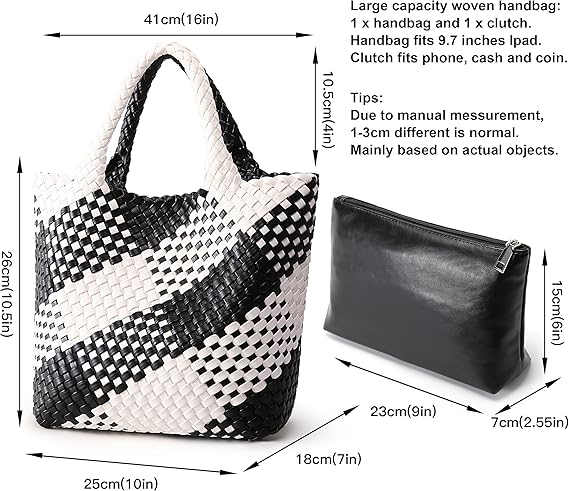 41cm(16in)
Large capacity woven handbag:
1 x handbag and 1 x clutch.
Handbag fits 9.7 inches Ipad.
Clutch fits phone, cash and coin.
10.5cm(4in)
Tips:
Due to manual messurement,
1-3cm different is normal.
Mainly based on actual objects.
26cm(10.5in)
15cm(6in)
23cm(9in)
7cm(2.55in)
18cm(7in)
25cm(10in)